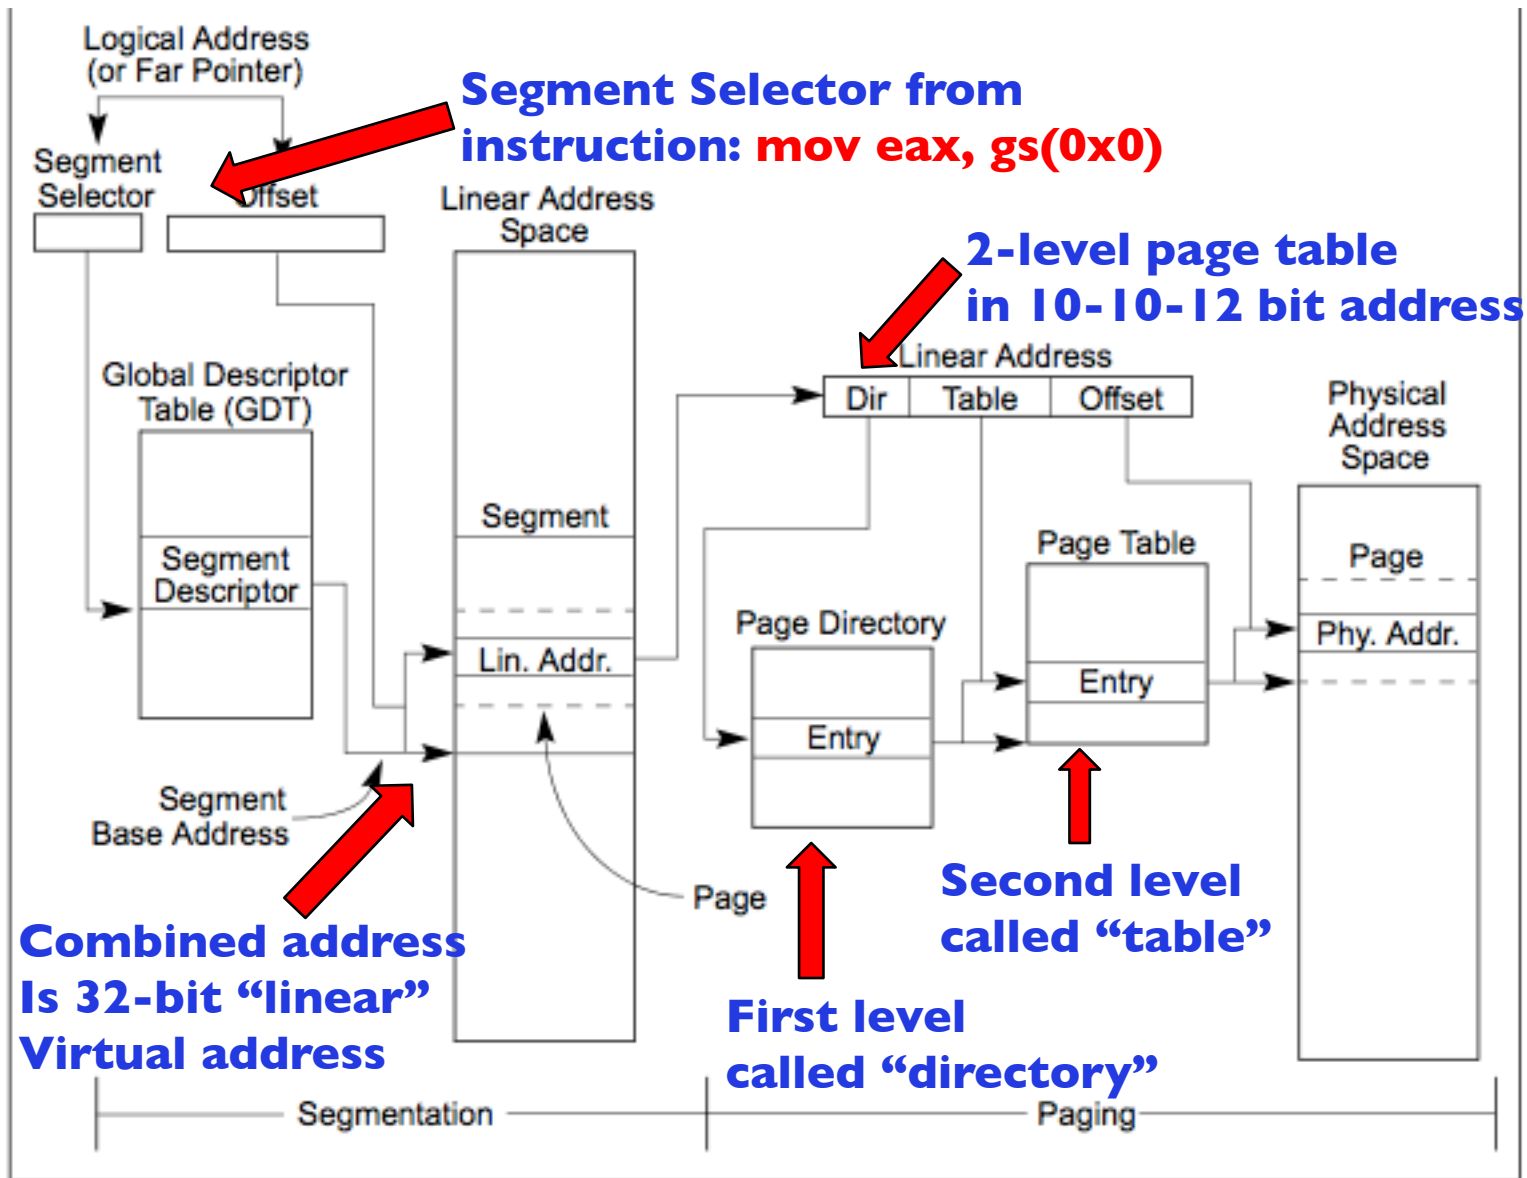 Logical Address
(or Far Pointer)
Segment Selector from
instruction: mov eax, gs(0x0)
Segment
Selector
Offset
Linear Address
Space
2-level page table
in 10-10-12 bit address
Linear Address
Dir
Table
Offset
Global Descriptor
Table (GDT)
Physical
Address
Space
Segment
Segment
Descriptor
Page Table
Page
Page Directory
Phy. Addr.
Lin. Addr.
Entry
Entry
Segment
Base Address
Page
Second level
called “table”
Combined address
Is 32-bit “linear”
Virtual address
First level
called “directory”
Segmentation
Paging